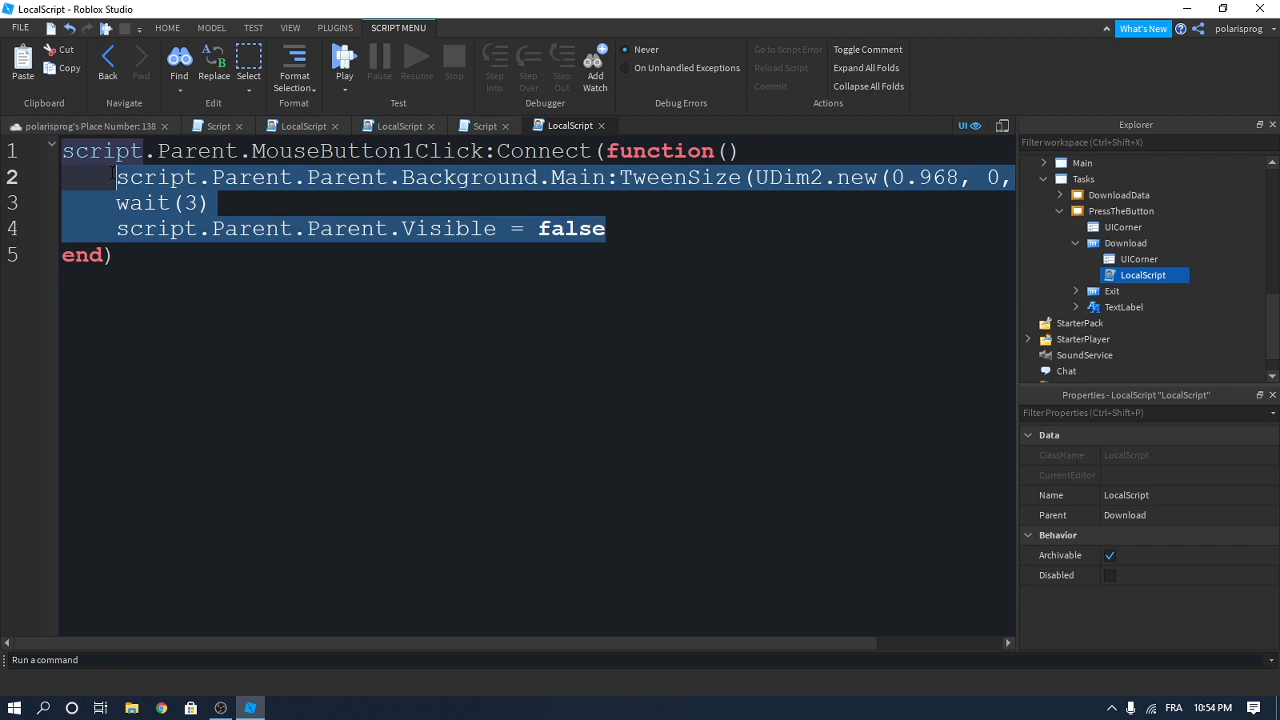 LocalScript - Roblox Studio
FILE HOME MODEL TEST VIEW PLUGINS SCRIPT MENU What's New polarisprog
Cut Never Go to Script Error Toggle Comment
Copy On Unhandled Exceptions Reload Script Expand All Folds
Paste Back Fwd Find Replace Select Format Selection Play Pause Resume Stop Step Into Step Over Step Out Add Watch Commit Collapse All Folds
Clipboard Navigate Edit Format Test Debugger Debug Errors Actions
polarisprog's Place Number: 138 Script LocalScript LocalScript Script LocalScript UI
1 script.Parent.MouseButton1Click:Connect(function()
2 script.Parent.Parent.Background.Main:TweenSize(UDim2.new(0.968, 0,
3 wait(3)
4 script.Parent.Parent.Visible = false
5 end)
Explorer
Filter workspace (Ctrl+Shift+X)
Main
Tasks
DownloadData
PressTheButton
UICorner
Download
UICorner
LocalScript
Exit
TextLabel
StarterPack
StarterPlayer
SoundService
Chat
Properties - LocalScript "LocalScript"
Filter Properties (Ctrl+Shift+P)
Data
ClassName LocalScript
CurrentEditor
Name LocalScript
Parent Download
Behavior
Archivable
Disabled
Run a command
FRA 10:54 PM